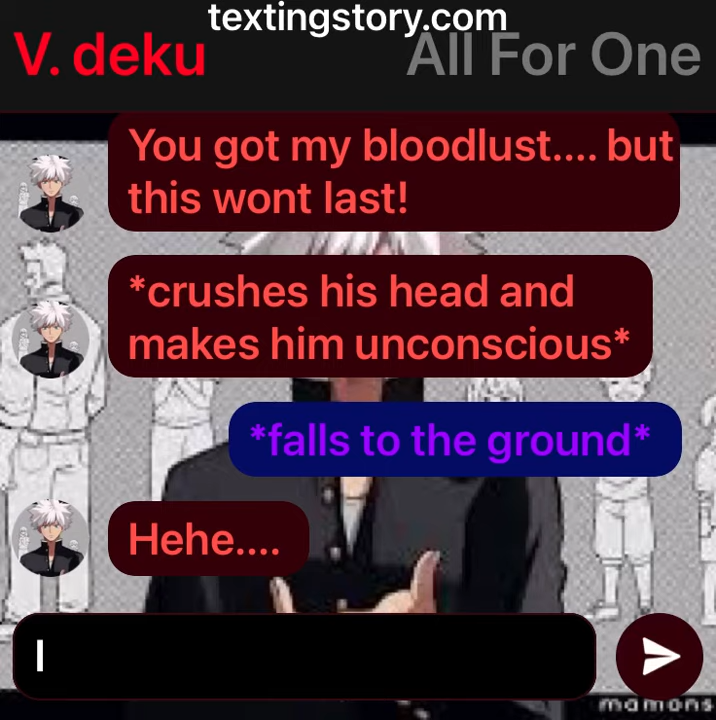 textingstory.com
V. deku
All For One
You got my bloodlust.... but
this wont last!
*crushes his head and
makes him unconscious*
*falls to the ground*
Hehe....
mamons